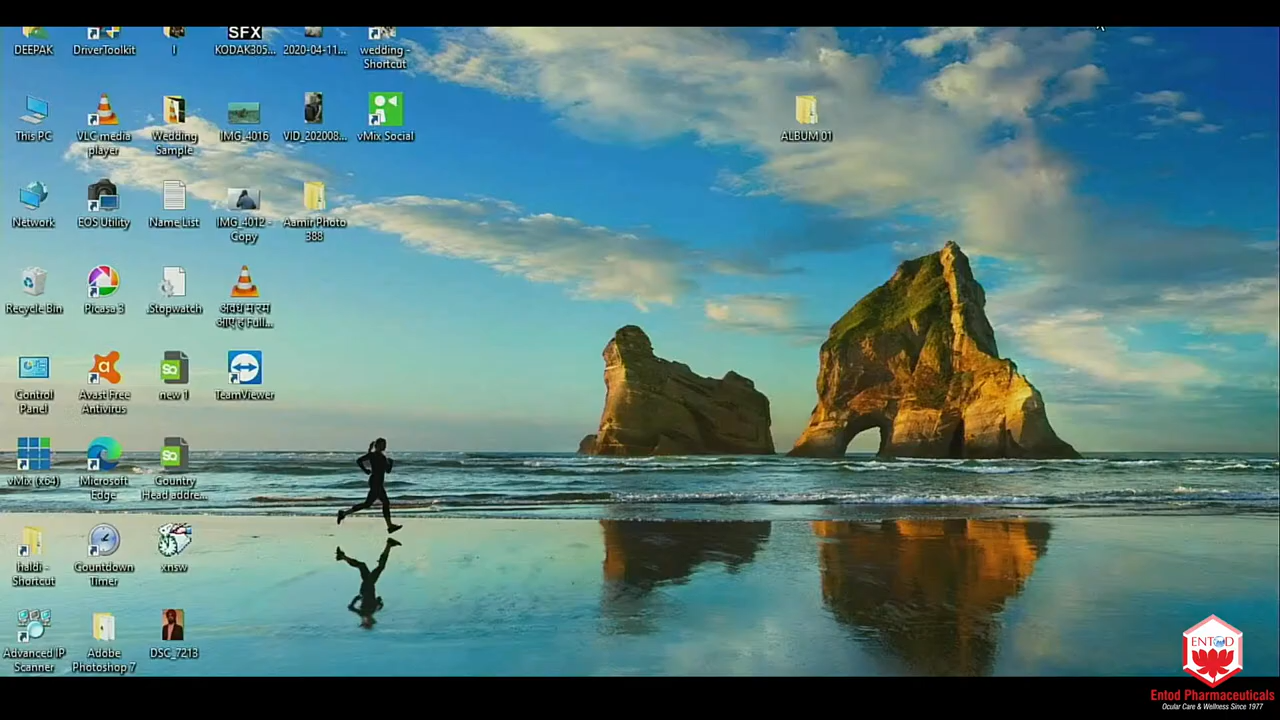 DEEPAK
DriverToolkit
I
SFX
KODAK305...
2020-04-11...
wedding -
Shortcut
This PC
VLC media
player
Wedding
Sample
IMG_4016
VID_202008...
vMix Social
ALBUM 01
Network
EOS Utility
Name List
IMG_4012 -
Copy
Aamir Photo
388
Recycle Bin
Picasa 3
.Stopwatch
Full...
Control
Panel
Avast Free
Antivirus
new 1
TeamViewer
vMix (x64)
Microsoft
Edge
Country
Head addre...
haldi -
Shortcut
Countdown
Timer
xnsw
Advanced IP
Scanner
Adobe
Photoshop 7
DSC_7213
ENTOD
Entod Pharmaceuticals
Ocular Care & Wellness Since 1977